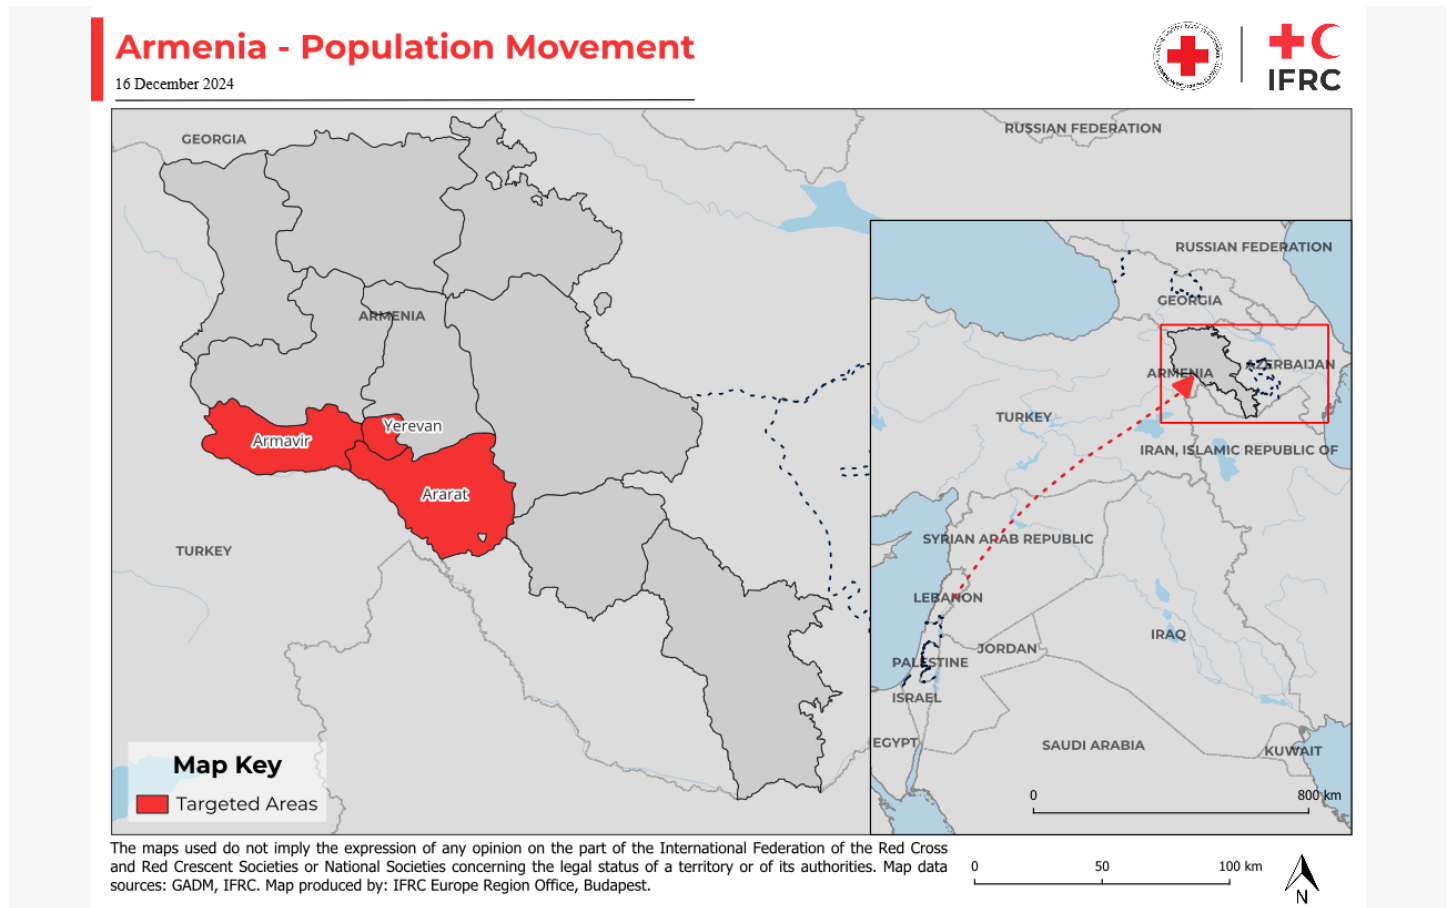 Armenia - Population Movement
16 December 2024
IFRC
GEORGIA
RUSSIAN FEDERATION
ARMENIA
Armavir
Yerevan
Ararat
TURKEY
RUSSIAN FEDERATION
GEORGIA
AZERBAIJAN
ARMENIA
TURKEY
IRAN, ISLAMIC REPUBLIC OF
SYRIAN ARAB REPUBLIC
LEBANON
IRAQ
JORDAN
PALESTINE
ISRAEL
EGYPT
SAUDI ARABIA
KUWAIT
0 800 km
Map Key
Targeted Areas
The maps used do not imply the expression of any opinion on the part of the International Federation of the Red Cross
and Red Crescent Societies or National Societies concerning the legal status of a territory or of its authorities. Map data
sources: GADM, IFRC. Map produced by: IFRC Europe Region Office, Budapest.
0 50 100 km
N